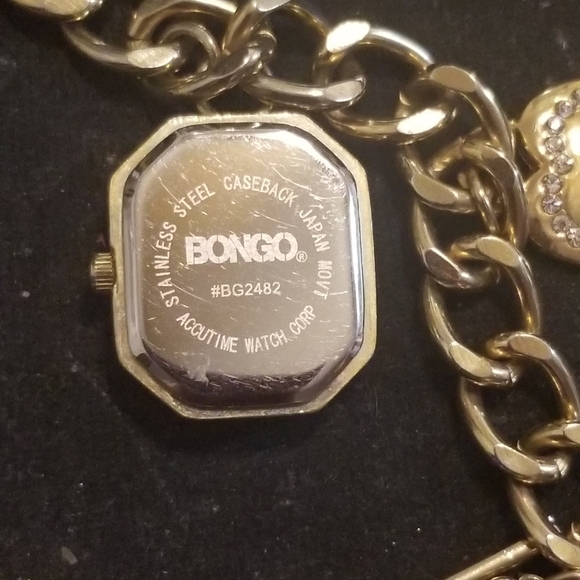 STAINLESS STEEL CASEBACK JAPAN MOVT
BONGO®
#BG2482
ACCUTIME WATCH CORP